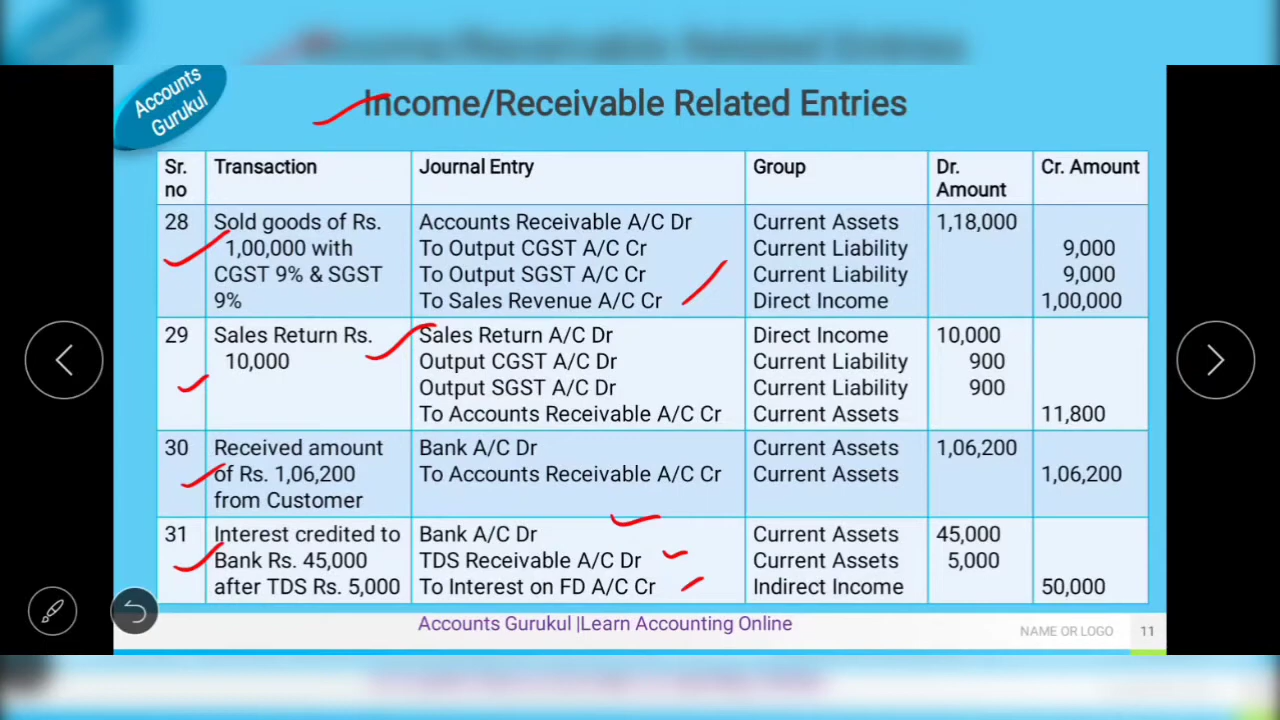 Accounts
Gurukul
Income/Receivable Related Entries
Sr. no Transaction Journal Entry Group Dr. Amount Cr. Amount
28 Sold goods of Rs. Accounts Receivable A/C Dr Current Assets 1,18,000
1,00,000 with To Output CGST A/C Cr Current Liability 9,000
CGST 9% & SGST To Output SGST A/C Cr Current Liability 9,000
9% To Sales Revenue A/C Cr Direct Income 1,00,000
29 Sales Return Rs. Sales Return A/C Dr Direct Income 10,000
10,000 Output CGST A/C Dr Current Liability 900
Output SGST A/C Dr Current Liability 900
To Accounts Receivable A/C Cr Current Assets 11,800
30 Received amount Bank A/C Dr Current Assets 1,06,200
of Rs. 1,06,200 To Accounts Receivable A/C Cr Current Assets 1,06,200
from Customer
31 Interest credited to Bank A/C Dr Current Assets 45,000
Bank Rs. 45,000 TDS Receivable A/C Dr Current Assets 5,000
after TDS Rs. 5,000 To Interest on FD A/C Cr Indirect Income 50,000
Accounts Gurukul |Learn Accounting Online
NAME OR LOGO 11